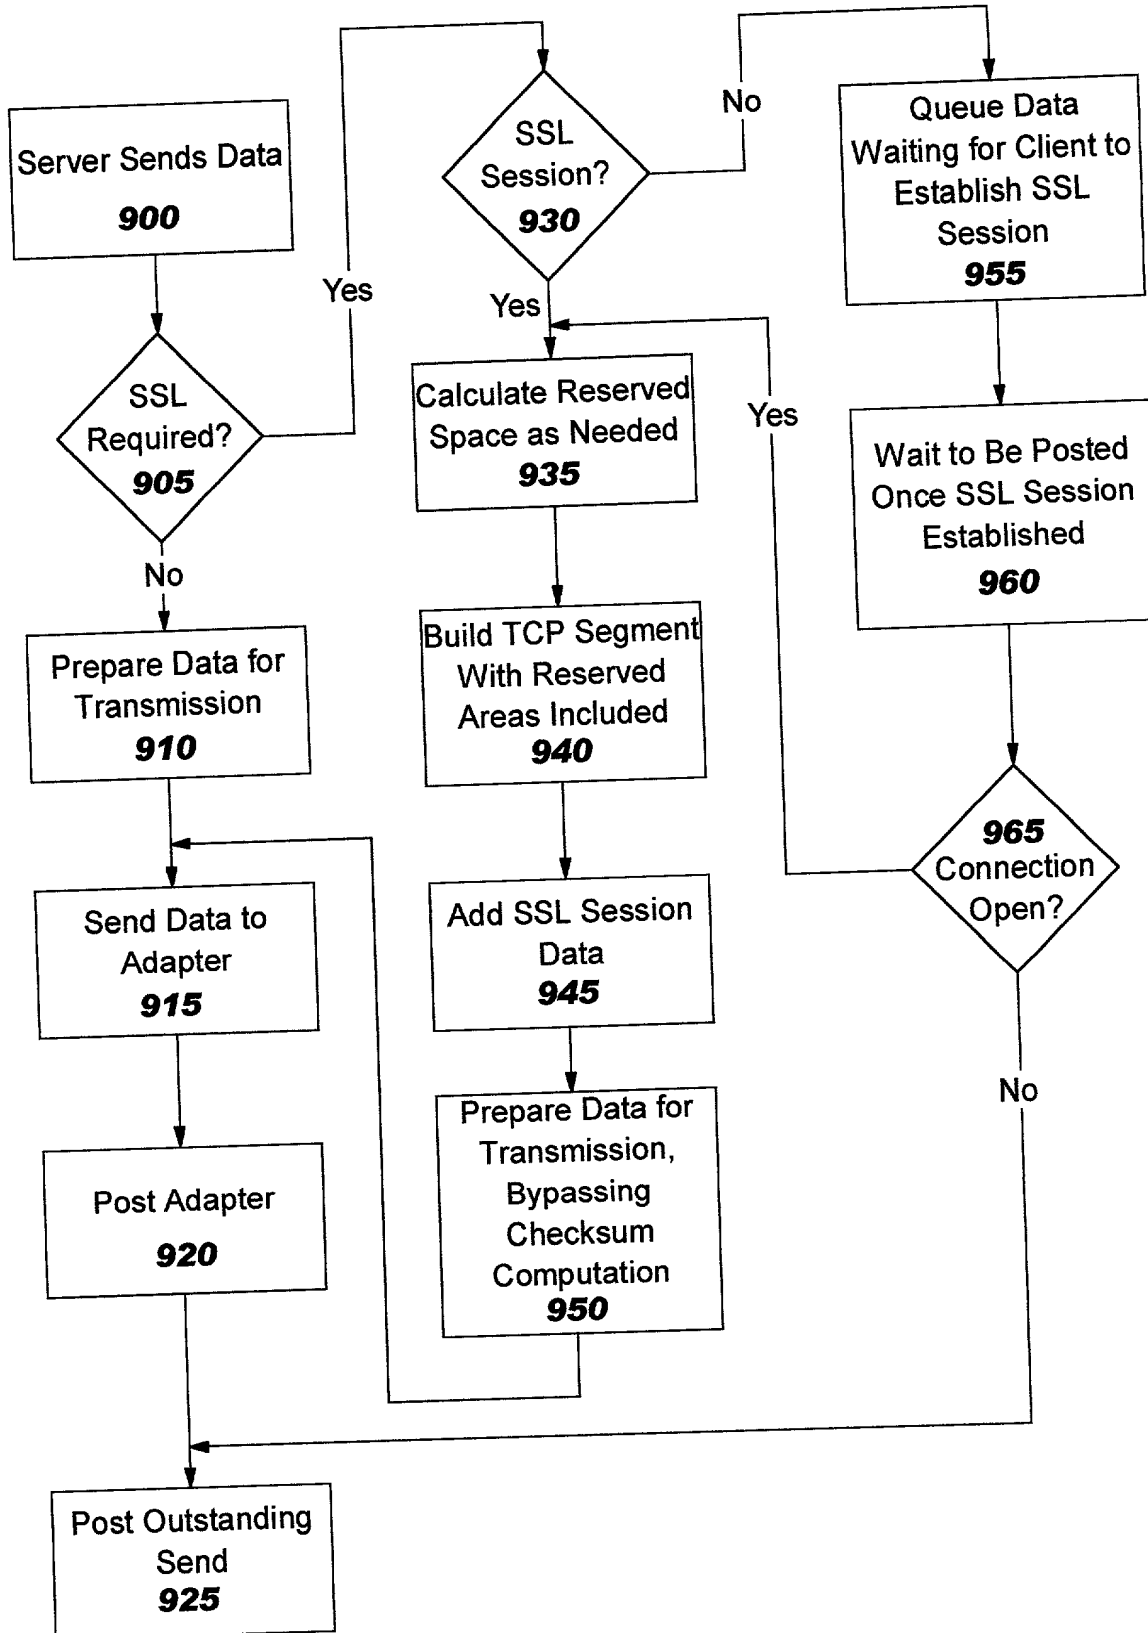 Server Sends Data
900
SSL
Required?
905
Yes
No
Prepare Data for
Transmission
910
Send Data to
Adapter
915
Post Adapter
920
Post Outstanding
Send
925
SSL
Session?
930
No
Yes
Calculate Reserved
Space as Needed
935
Build TCP Segment
With Reserved
Areas Included
940
Add SSL Session
Data
945
Prepare Data for
Transmission,
Bypassing
Checksum
Computation
950
Queue Data
Waiting for Client to
Establish SSL
Session
955
Wait to Be Posted
Once SSL Session
Established
960
965
Connection
Open?
Yes
No